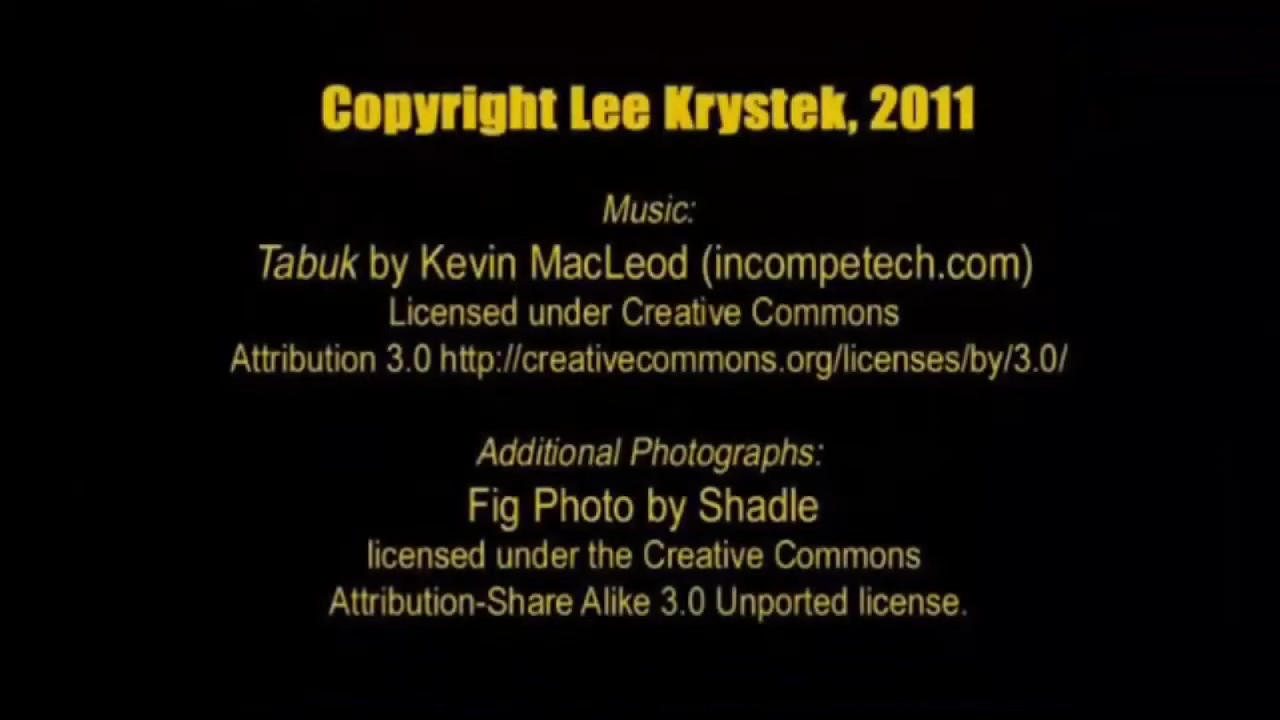 Copyright Lee Krystek, 2011
Music:
Tabuk by Kevin MacLeod (incompetech.com)
Licensed under Creative Commons
Attribution 3.0 http://creativecommons.org/licenses/by/3.0/
Additional Photographs:
Fig Photo by Shadle
licensed under the Creative Commons
Attribution-Share Alike 3.0 Unported license.